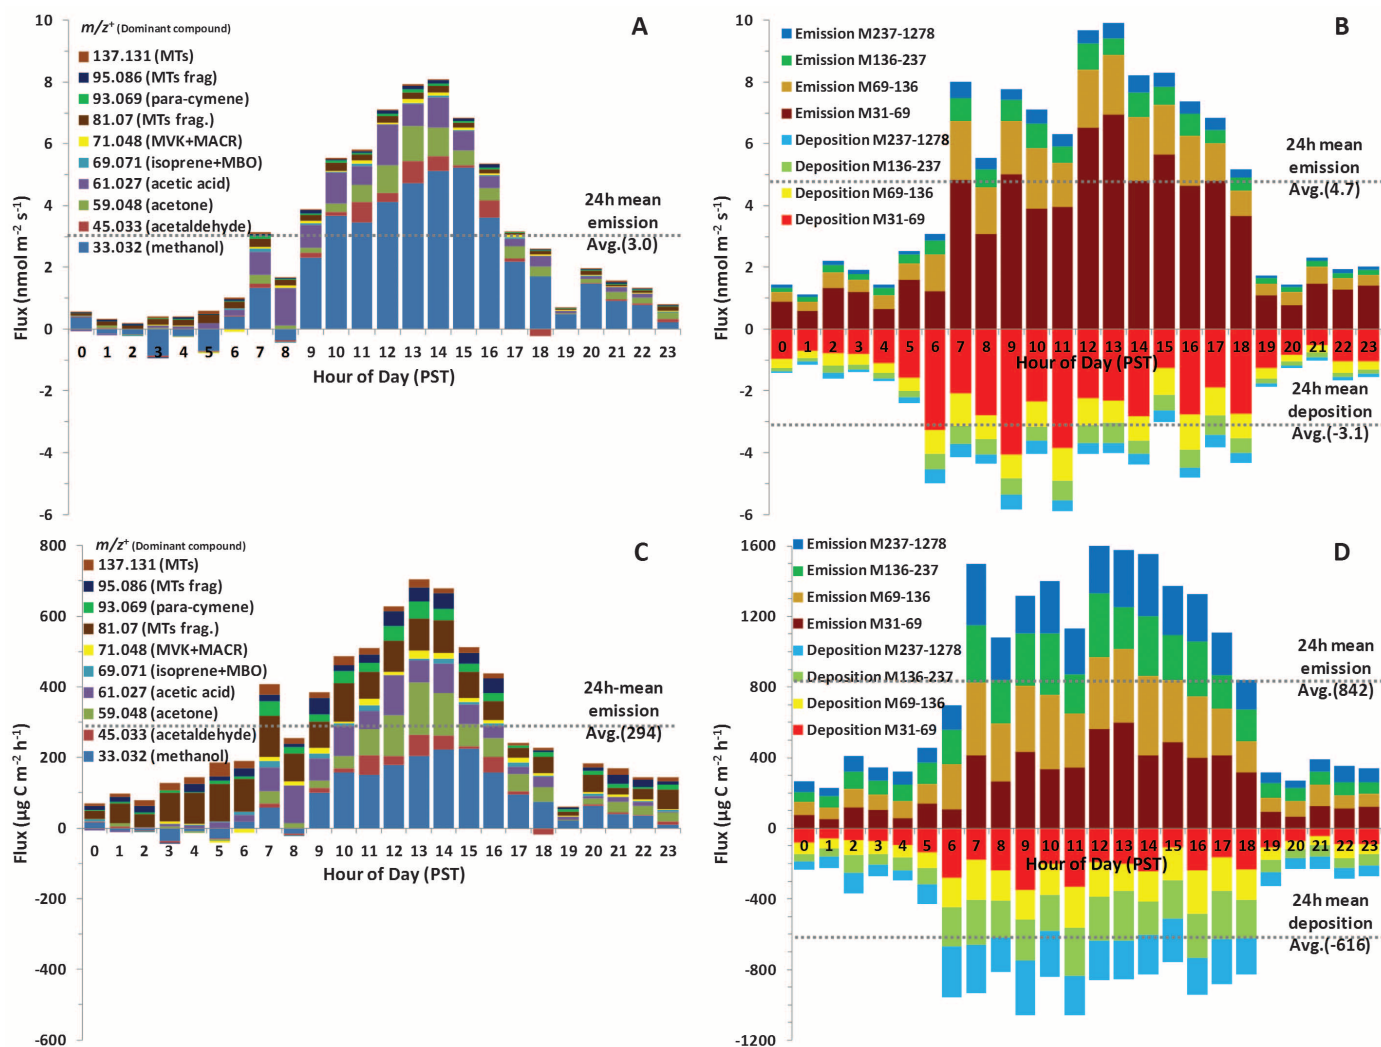 A
m/z+ (Dominant compound)
137.131 (MTs)
95.086 (MTs frag)
93.069 (para-cymene)
81.07 (MTs frag.)
71.048 (MVK+MACR)
69.071 (isoprene+MBO)
61.027 (acetic acid)
59.048 (acetone)
45.033 (acetaldehyde)
33.032 (methanol)
24h mean
emission
Avg.(3.0)
Flux (nmol m⁻² s⁻¹)
10
8
6
4
2
0
-2
-4
-6
0 1 2 3 4 5 6 7 8 9 10 11 12 13 14 15 16 17 18 19 20 21 22 23
Hour of Day (PST)
B
Emission M237-1278
Emission M136-237
Emission M69-136
Emission M31-69
Deposition M237-1278
Deposition M136-237
Deposition M69-136
Deposition M31-69
24h mean
emission
Avg.(4.7)
Flux (nmol m⁻² s⁻¹)
10
8
6
4
2
0
-2
-4
-6
0 1 2 3 4 5 6 7 8 9 10 11 12 13 14 15 16 17 18 19 20 21 22 23
Hour of Day (PST)
24h mean
deposition
Avg.(-3.1)
C
m/z+ (Dominant compound)
137.131 (MTs)
95.086 (MTs frag)
93.069 (para-cymene)
81.07 (MTs frag.)
71.048 (MVK+MACR)
69.071 (isoprene+MBO)
61.027 (acetic acid)
59.048 (acetone)
45.033 (acetaldehyde)
33.032 (methanol)
24h-mean
emission
Avg.(294)
Flux (µg C m⁻² h⁻¹)
800
600
400
200
0
-200
-400
-600
0 1 2 3 4 5 6 7 8 9 10 11 12 13 14 15 16 17 18 19 20 21 22 23
Hour of Day (PST)
D
Emission M237-1278
Emission M136-237
Emission M69-136
Emission M31-69
Deposition M237-1278
Deposition M136-237
Deposition M69-136
Deposition M31-69
24h mean
emission
Avg.(842)
Flux (µg C m⁻² h⁻¹)
1600
1200
800
400
0
-400
-800
-1200
0 1 2 3 4 5 6 7 8 9 10 11 12 13 14 15 16 17 18 19 20 21 22 23
Hour of Day (PST)
24h mean
deposition
Avg.(-616)